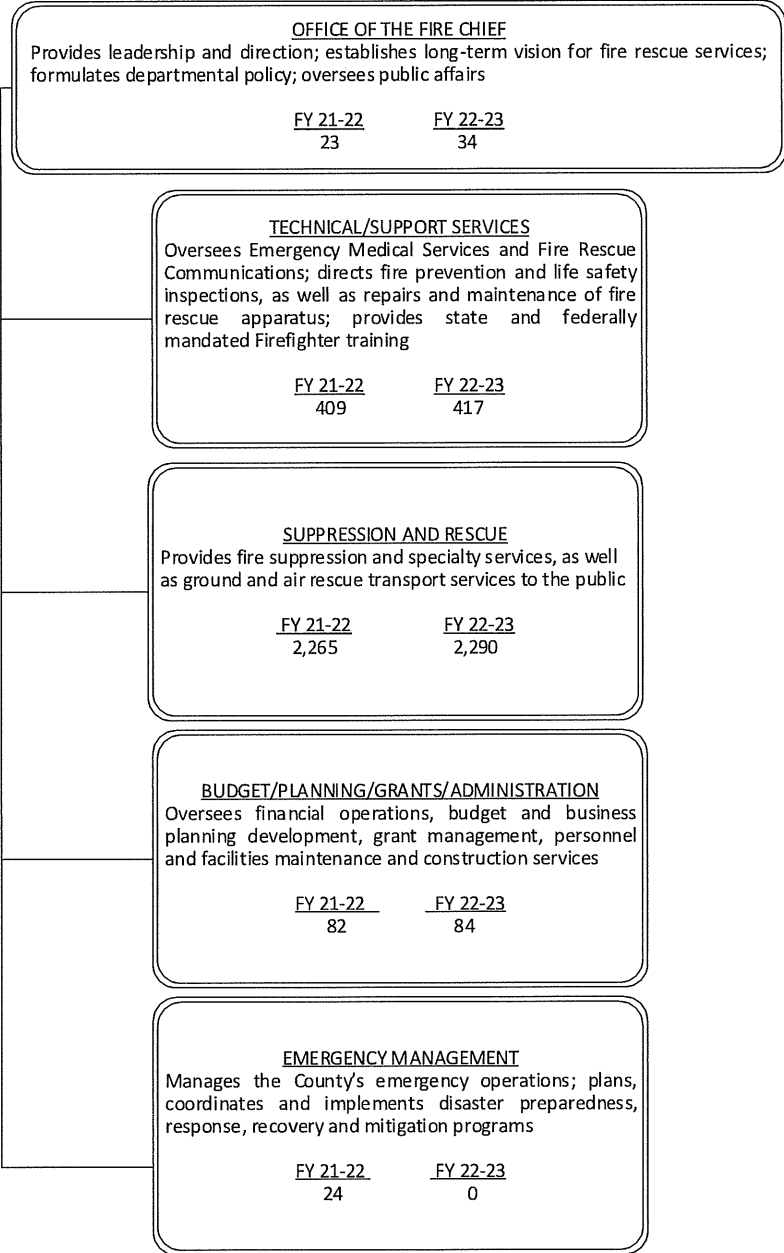 OFFICE OF THE FIRE CHIEF
Provides leadership and direction; establishes long-term vision for fire rescue services;
formulates departmental policy; oversees public affairs
FY 21-22 FY 22-23
23 34
TECHNICAL/SUPPORT SERVICES
Oversees Emergency Medical Services and Fire Rescue
Communications; directs fire prevention and life safety
inspections, as well as repairs and maintenance of fire
rescue apparatus; provides state and federally
mandated Firefighter training
FY 21-22 FY 22-23
409 417
SUPPRESSION AND RESCUE
Provides fire suppression and specialty services, as well
as ground and air rescue transport services to the public
FY 21-22 FY 22-23
2,265 2,290
BUDGET/PLANNING/GRANTS/ADMINISTRATION
Oversees financial operations, budget and business
planning development, grant management, personnel
and facilities maintenance and construction services
FY 21-22 FY 22-23
82 84
EMERGENCY MANAGEMENT
Manages the County's emergency operations; plans,
coordinates and implements disaster preparedness,
response, recovery and mitigation programs
FY 21-22 FY 22-23
24 0